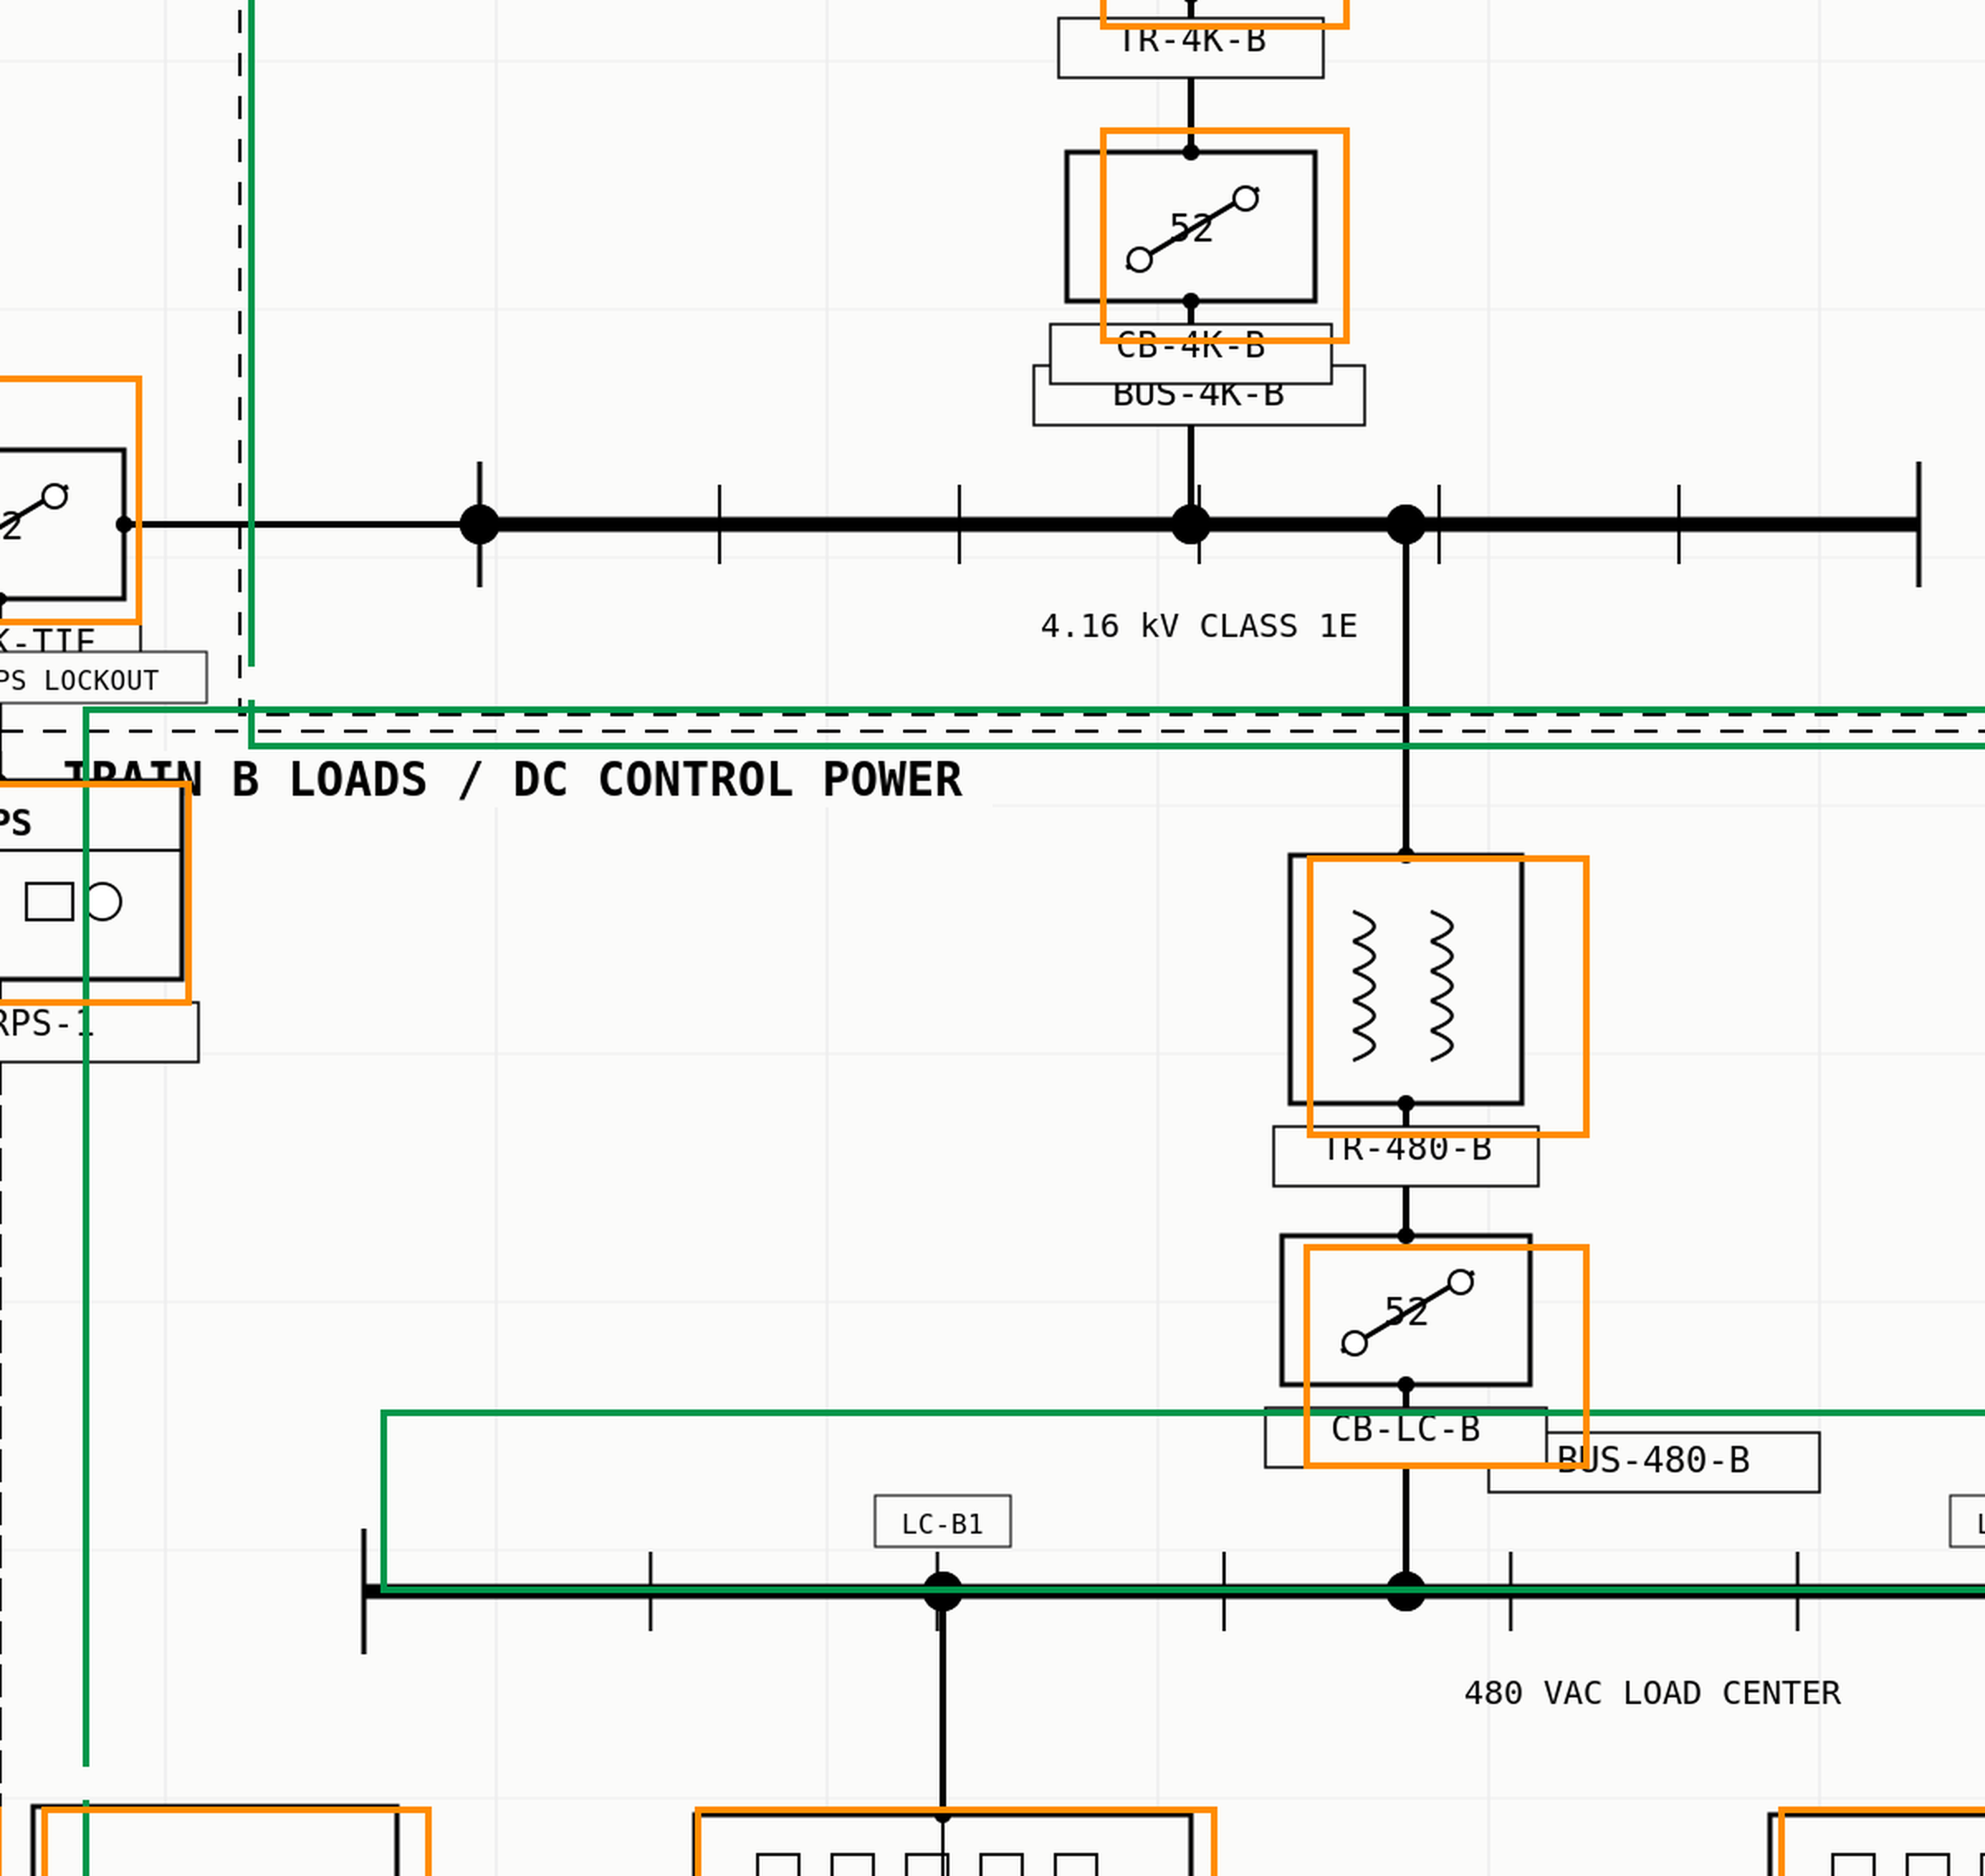 TR-4K-B
52
CB-4K-B
BUS-4K-B
2
K-TIE
PS LOCKOUT
4.16 kV CLASS 1E
TRAIN B LOADS / DC CONTROL POWER
PS
RPS-1
TR-480-B
52
CB-LC-B
BUS-480-B
LC-B1
L
480 VAC LOAD CENTER